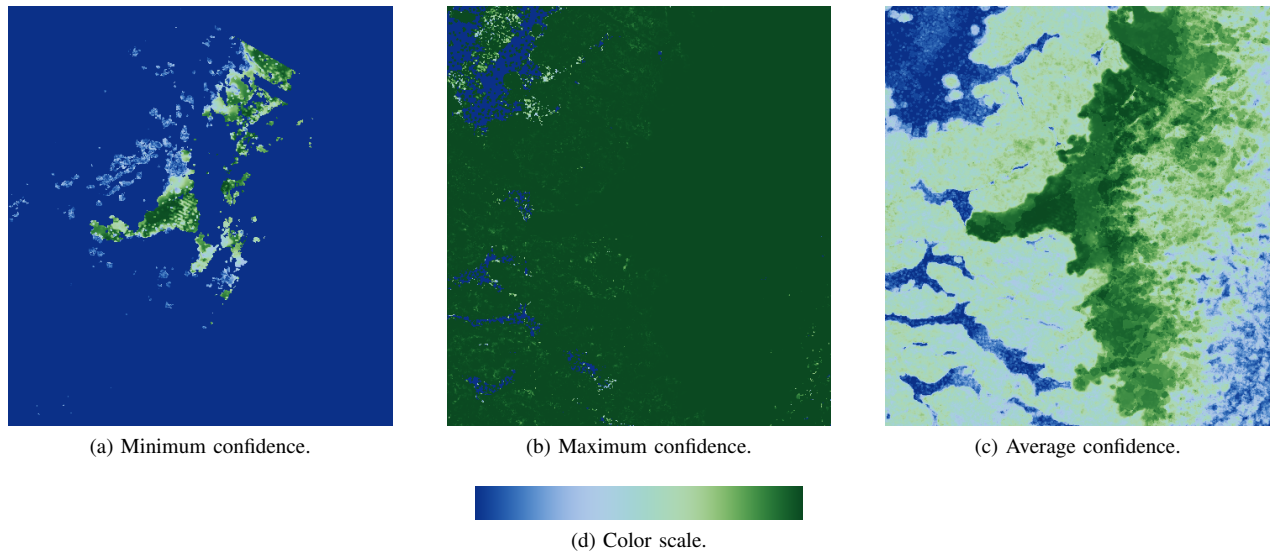 (a) Minimum confidence.
(b) Maximum confidence.
(c) Average confidence.
(d) Color scale.